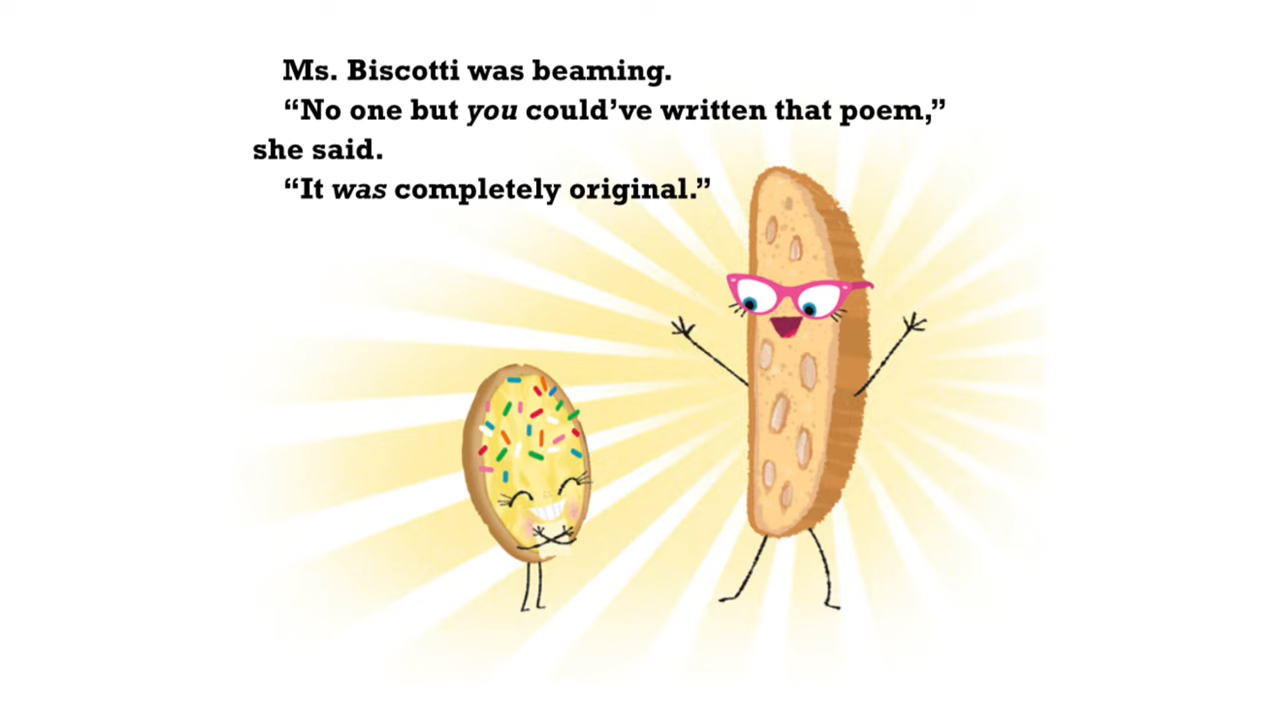 Ms. Biscotti was beaming.
“No one but you could’ve written that poem,”
she said.
“It was completely original.”